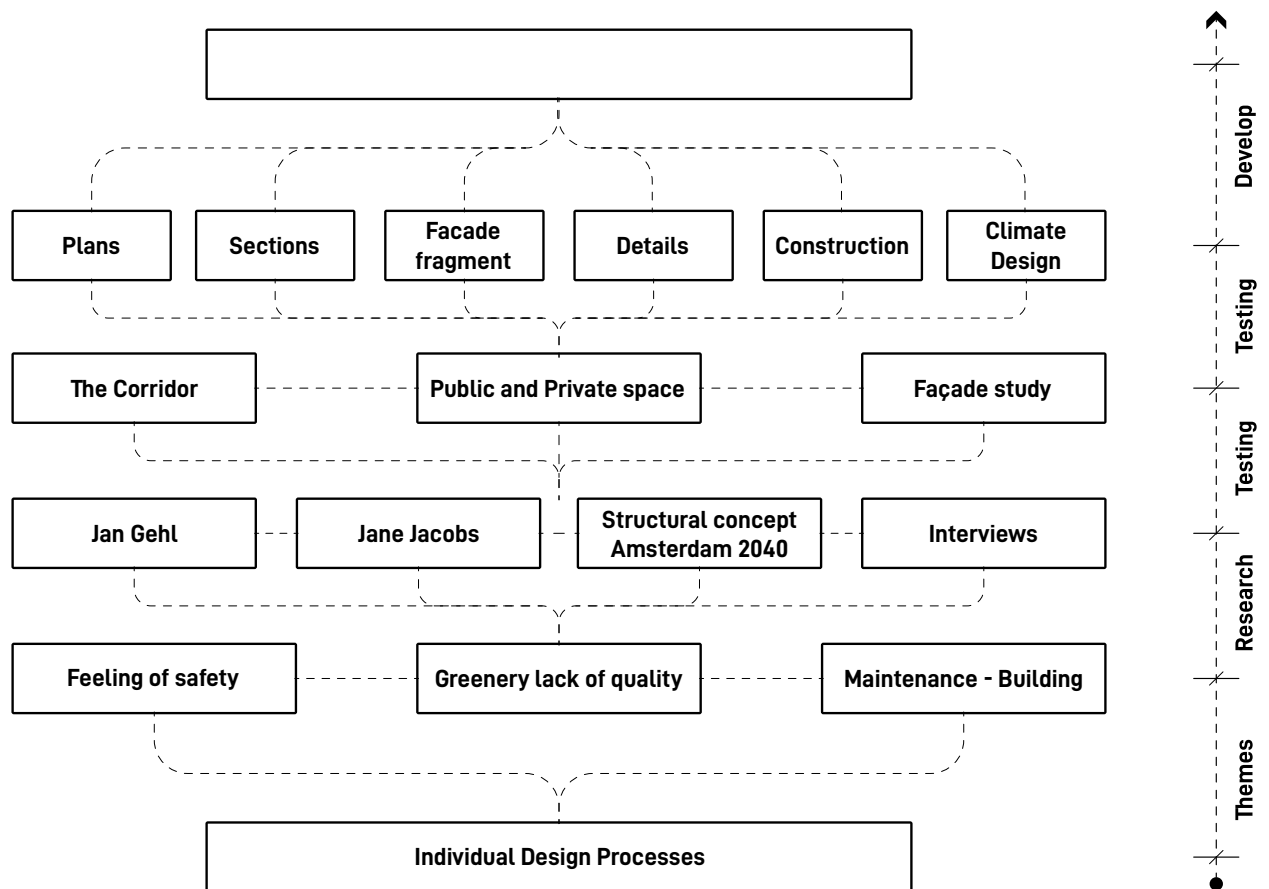 Develop
Plans
Sections
Facade
fragment
Details
Construction
Climate
Design
Testing
The Corridor
Public and Private space
Façade study
Testing
Jan Gehl
Jane Jacobs
Structural concept
Amsterdam 2040
Interviews
Research
Feeling of safety
Greenery lack of quality
Maintenance - Building
Themes
Individual Design Processes